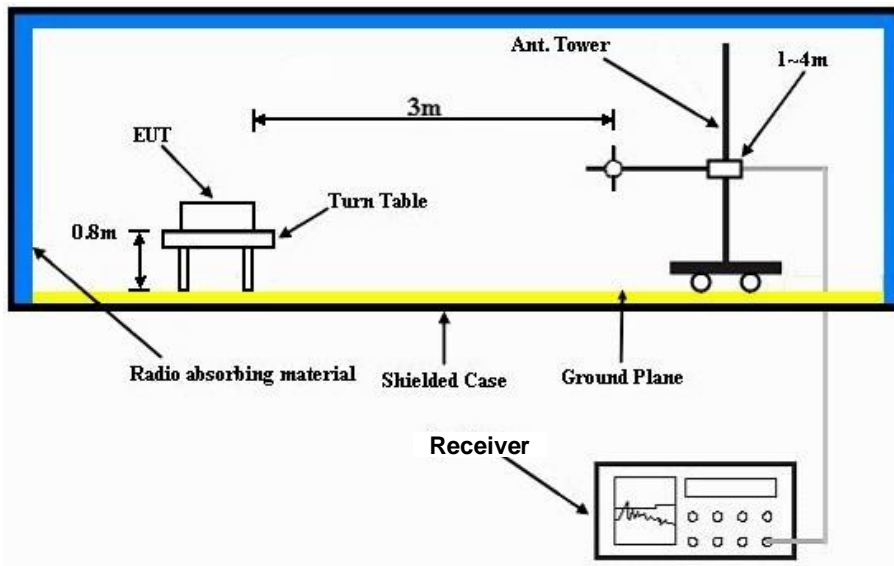 Ant. Tower
1~4m
3m
EUT
Turn Table
0.8m
Radio absorbing material
Shielded Case
Ground Plane
Receiver